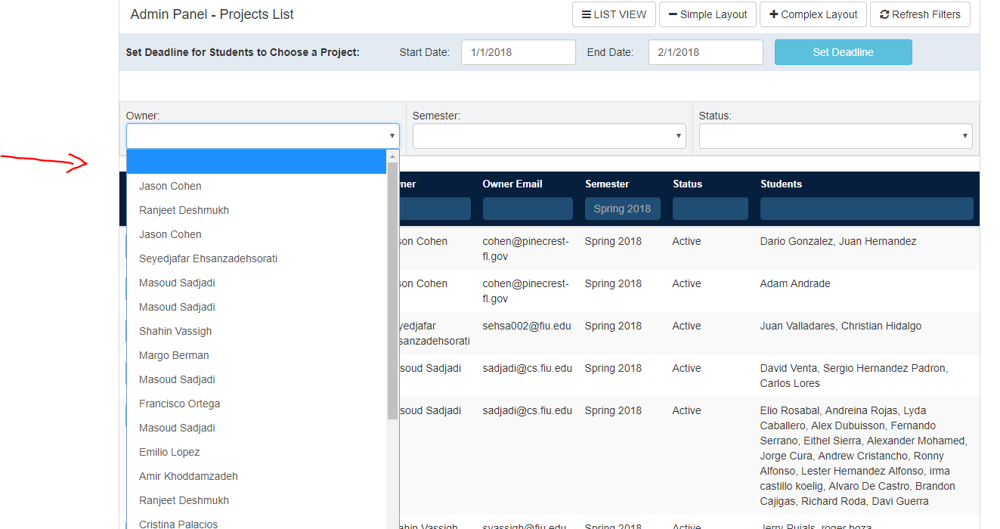 Admin Panel - Projects List
LIST VIEW
Simple Layout
Complex Layout
Refresh Filters
Set Deadline for Students to Choose a Project:
Start Date:
1/1/2018
End Date:
2/1/2018
Set Deadline
Owner:
Semester:
Status:
Jason Cohen
Ranjeet Deshmukh
Jason Cohen
Seyedjafar Ehsanzadehsorati
Masoud Sadjadi
Masoud Sadjadi
Shahin Vassigh
Margo Berman
Masoud Sadjadi
Francisco Ortega
Masoud Sadjadi
Emilio Lopez
Amir Khoddamzadeh
Ranjeet Deshmukh
Cristina Palacios
Owner Email
Semester
Status
Students
Spring 2018
Cohen
cohen@pinecrest-
fl.gov
Spring 2018
Active
Dario Gonzalez, Juan Hernandez
Cohen
cohen@pinecrest-
fl.gov
Spring 2018
Active
Adam Andrade
sehsa002@fiu.edu
Spring 2018
Active
Juan Valladares, Christian Hidalgo
Sadjadi
sadjadi@cs.fiu.edu
Spring 2018
Active
David Venta, Sergio Hernandez Padron,
Carlos Lores
Sadjadi
sadjadi@cs.fiu.edu
Spring 2018
Active
Elio Rosabal, Andreina Rojas, Lyda
Caballero, Alex Dubuisson, Fernando
Serrano, Eithel Sierra, Alexander Mohamed,
Jorge Cura, Andrew Cristancho, Ronny
Alfonso, Lester Hernandez Alfonso, irma
castillo koelig, Alvaro De Castro, Brandon
Cajigas, Richard Roda, Davi Guerra
Vassigh
svassigh@fiu.edu
Spring 2018
Active
Jerry Pujals, roger boza